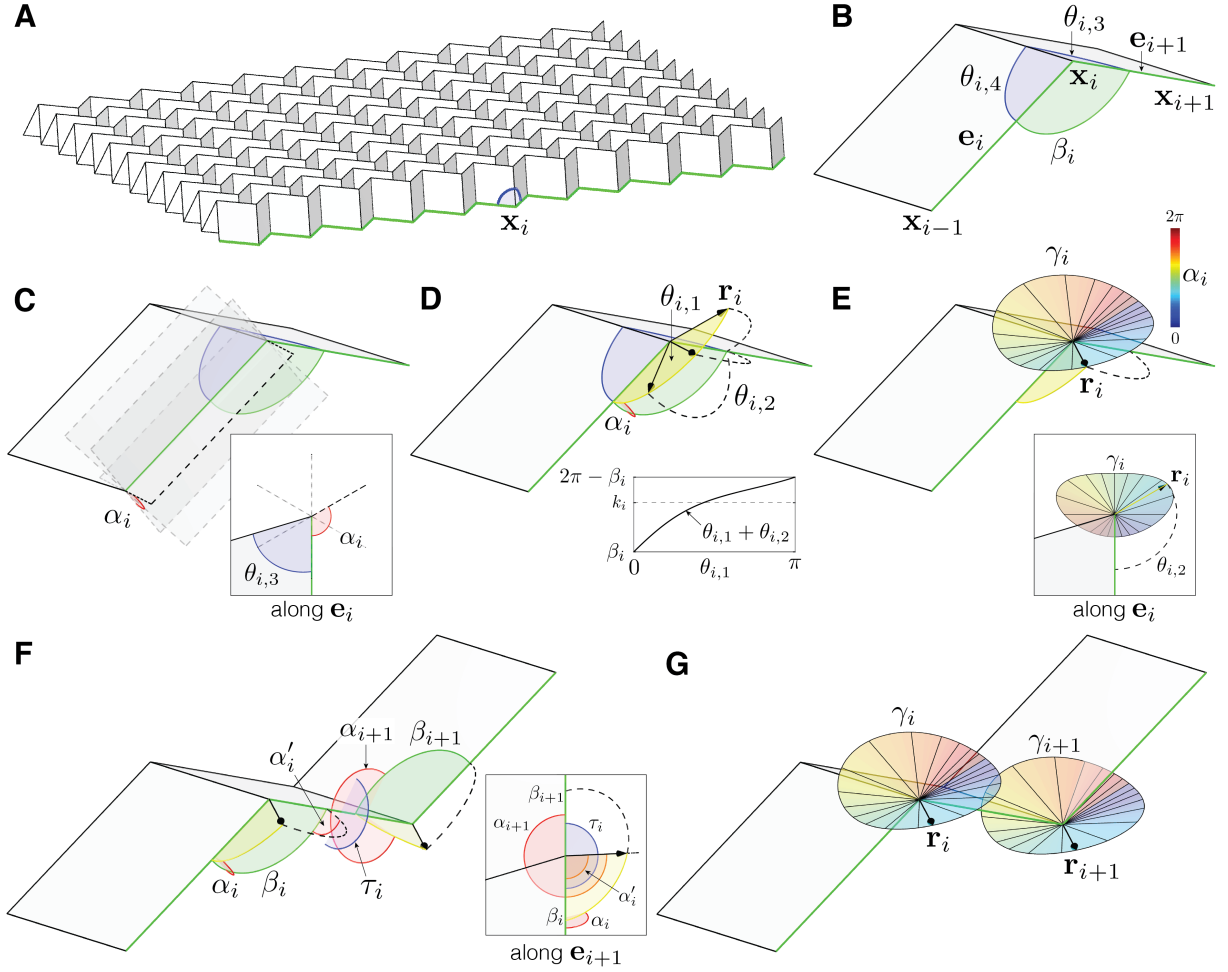 A
x_i
B
θ_{i,3}
e_{i+1}
θ_{i,4}
x_i
x_{i+1}
e_i
β_i
x_{i−1}
2π
α_i
0
C
α_i
α_i
θ_{i,3}
along e_i
D
θ_{i,1}
r_i
θ_{i,2}
α_i
2π − β_i
k_i
θ_{i,1} + θ_{i,2}
β_i
0
θ_{i,1}
π
E
γ_i
r_i
γ_i
r_i
θ_{i,2}
along e_i
F
α_{i+1}
β_{i+1}
α′_i
α_i
β_i
τ_i
β_{i+1}
α_{i+1}
τ_i
α′_i
β_i
α_i
along e_{i+1}
G
γ_i
γ_{i+1}
r_i
r_{i+1}